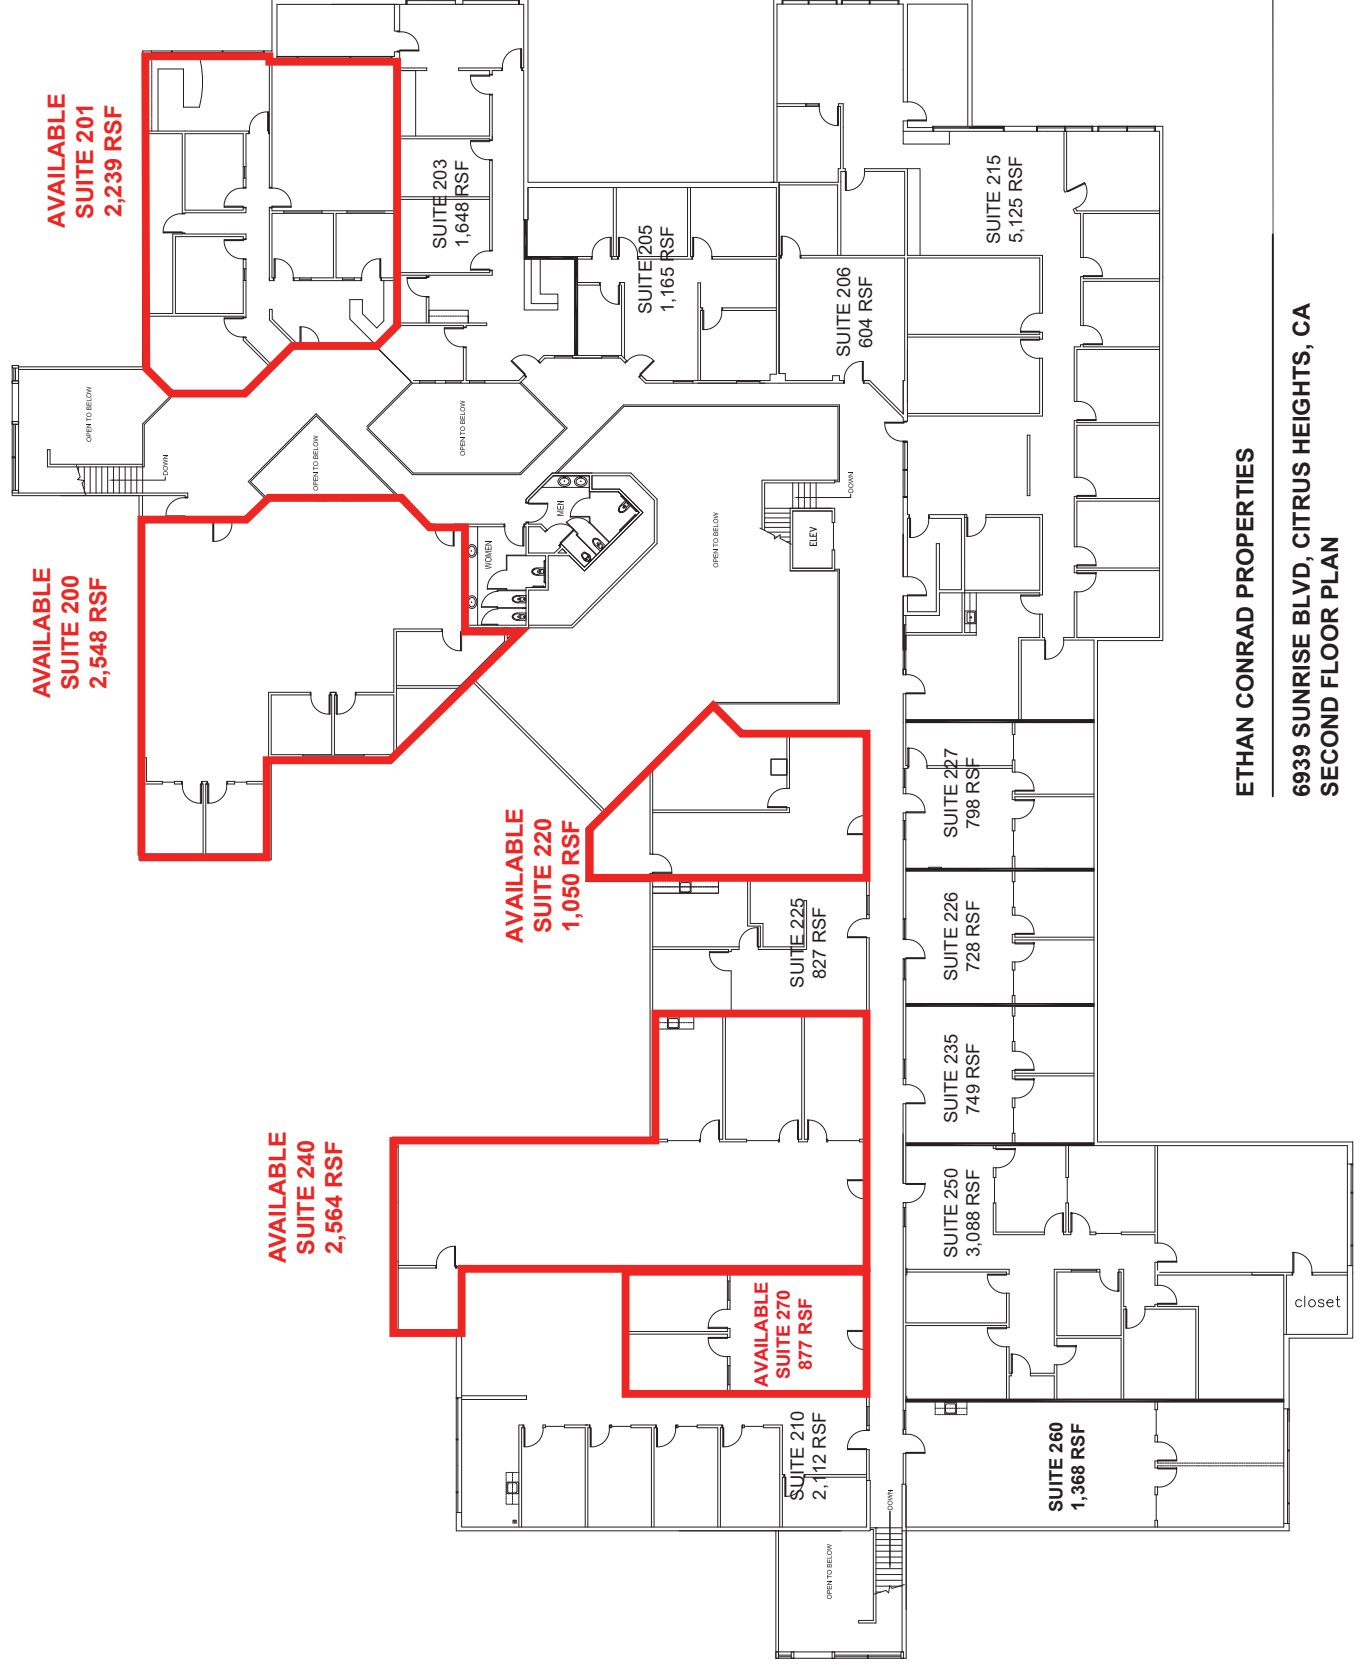 AVAILABLE
SUITE 201
2,239 RSF
SUITE 203
1,648 RSF
SUITE 205
1,165 RSF
SUITE 206
604 RSF
SUITE 215
5,125 RSF
OPEN TO BELOW
DOWN
OPEN TO BELOW
OPEN TO BELOW
AVAILABLE
SUITE 200
2,548 RSF
WOMEN
MEN
OPEN TO BELOW
ELEV
DOWN
AVAILABLE
SUITE 220
1,050 RSF
SUITE 227
798 RSF
SUITE 225
827 RSF
SUITE 226
728 RSF
SUITE 235
749 RSF
AVAILABLE
SUITE 240
2,564 RSF
SUITE 250
3,088 RSF
closet
AVAILABLE
SUITE 270
877 RSF
SUITE 210
2,112 RSF
SUITE 260
1,368 RSF
DOWN
OPEN TO BELOW
ETHAN CONRAD PROPERTIES
6939 SUNRISE BLVD, CITRUS HEIGHTS, CA
SECOND FLOOR PLAN